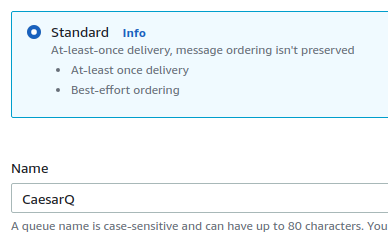 Standard Info
At-least-once delivery, message ordering isn't preserved
• At-least once delivery
• Best-effort ordering
Name
CaesarQ
A queue name is case-sensitive and can have up to 80 characters. You